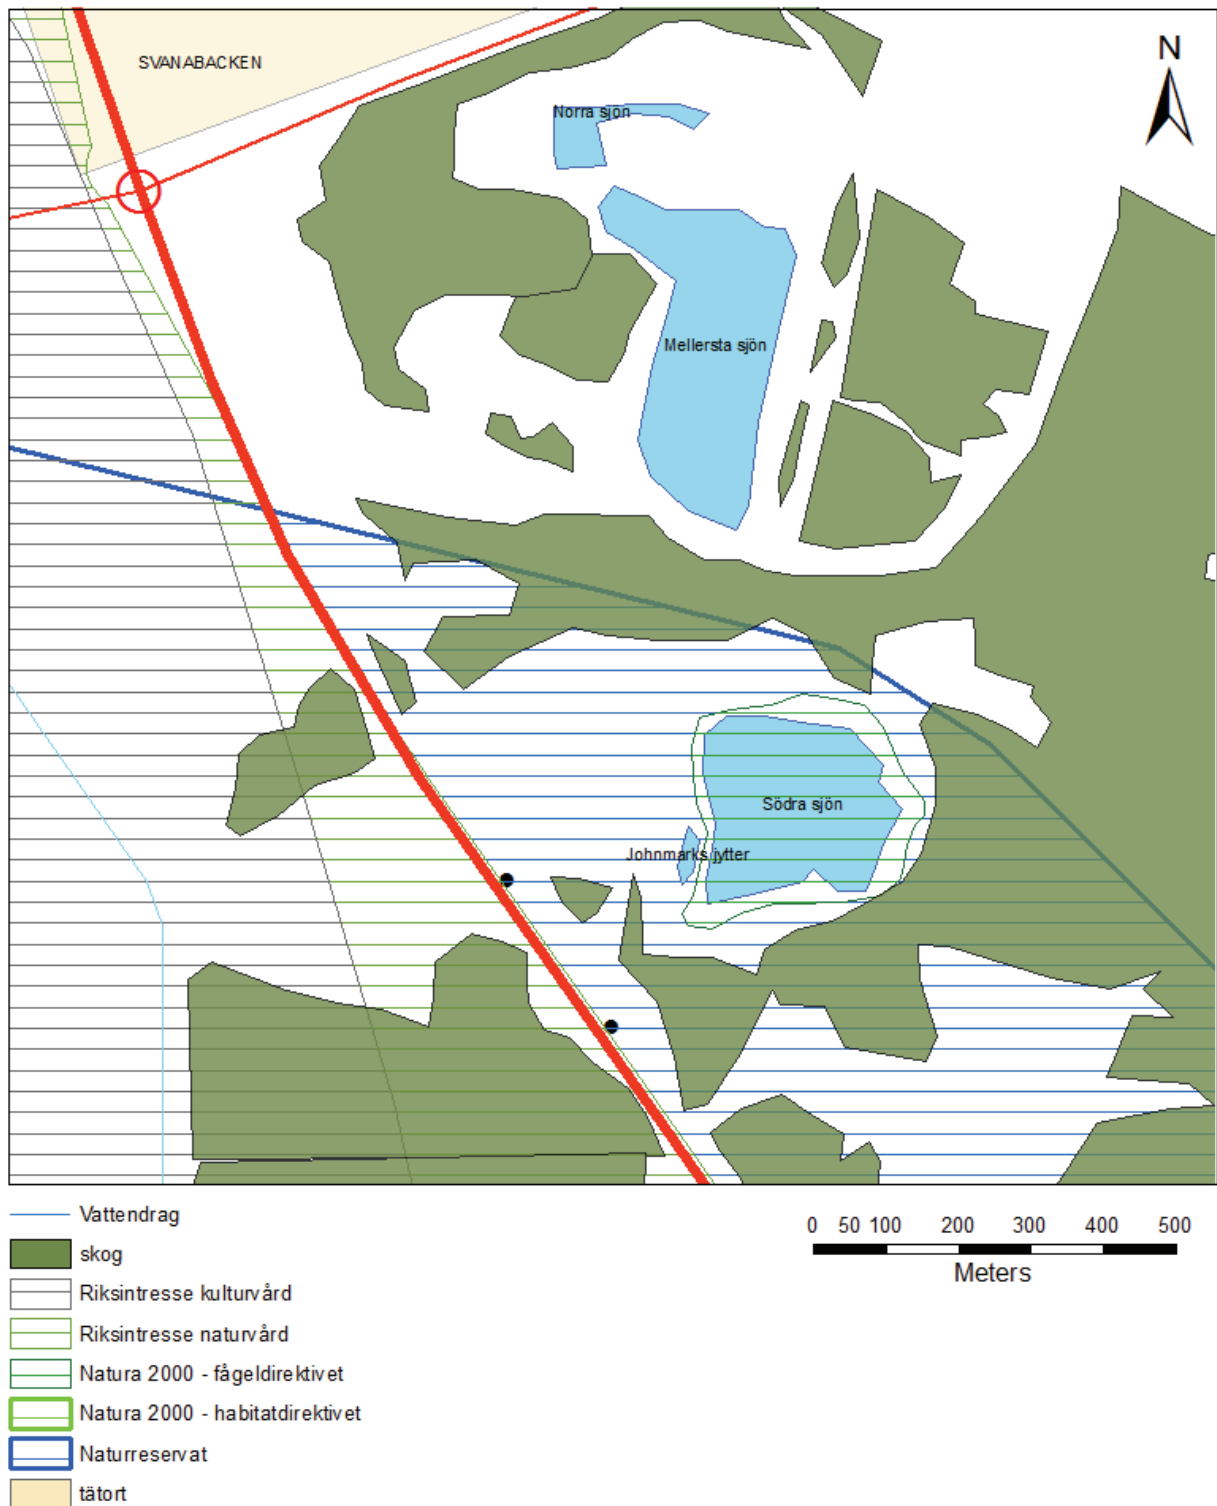 SVANABACKEN
N
Norra sjön
Mellersta sjön
Södra sjön
Johnmarks jytter
Vattendrag
skog
Riksintresse kulturvård
Riksintresse naturvård
Natura 2000 - fågeldirektivet
Natura 2000 - habitatdirektivet
Naturreservat
tätort
0 50 100 200 300 400 500
Meters